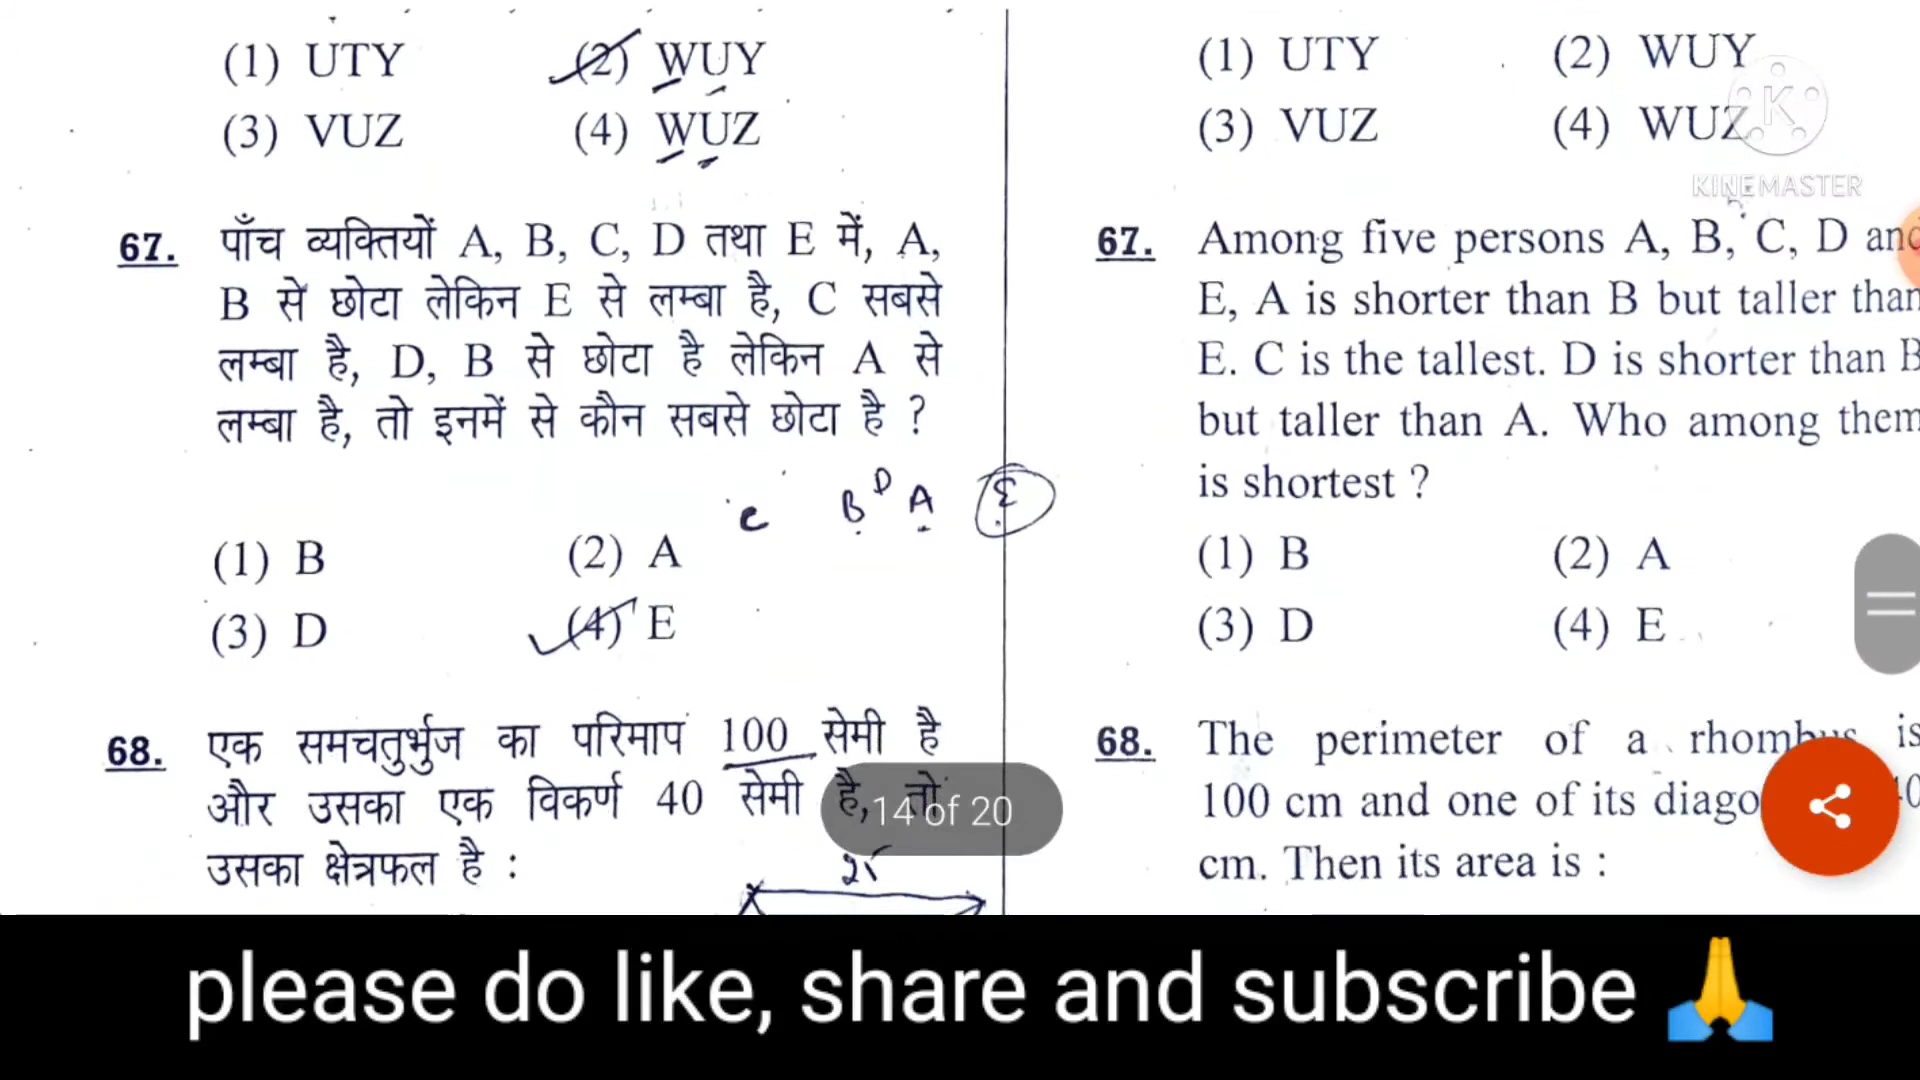 (1) UTY (2) WUY
(3) VUZ (4) WUZ
67. पाँच व्यक्तियों A, B, C, D तथा E में, A,
B से छोटा लेकिन E से लम्बा है, C सबसे
लम्बा है, D, B से छोटा है लेकिन A से
लम्बा है, तो इनमें से कौन सबसे छोटा है ?
C B D A E
(1) B (2) A
(3) D (4) E
68. एक समचतुर्भुज का परिमाप 100 सेमी है
और उसका एक विकर्ण 40 सेमी है, तो
उसका क्षेत्रफल है :
(1) UTY (2) WUY
(3) VUZ (4) WUZ
KINEMASTER
67. Among five persons A, B, C, D and
E, A is shorter than B but taller than
E. C is the tallest. D is shorter than B
but taller than A. Who among them
is shortest ?
(1) B (2) A
(3) D (4) E
68. The perimeter of a rhombus is
100 cm and one of its
cm. Then its area is :
14 of 20
please do like, share and subscribe 🙏